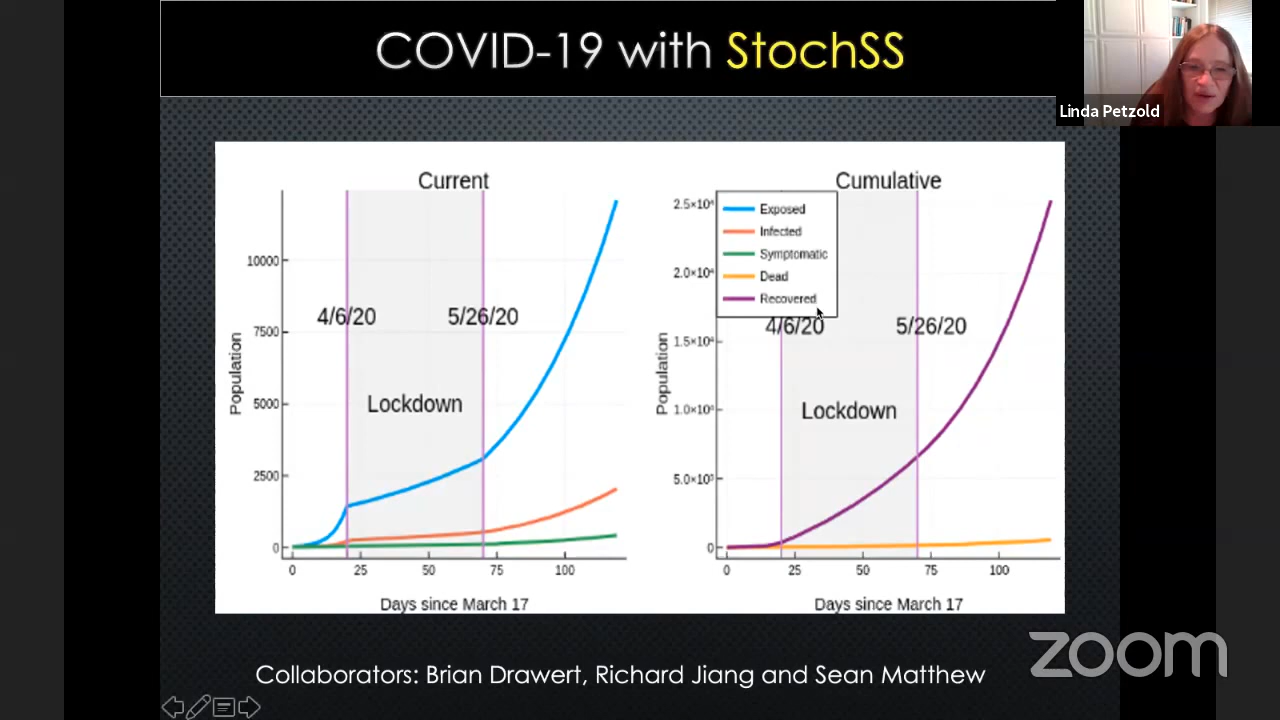 COVID-19 with StochSS
Linda Petzold
Current
10000
7500
5000
2500
0
Population
4/6/20
5/26/20
Lockdown
0 25 50 75 100
Days since March 17
Cumulative
Exposed
Infected
Symptomatic
Dead
Recovered
0
Population
4/6/20
5/26/20
Lockdown
0 25 50 75 100
Days since March 17
Collaborators: Brian Drawert, Richard Jiang and Sean Matthew
zoom